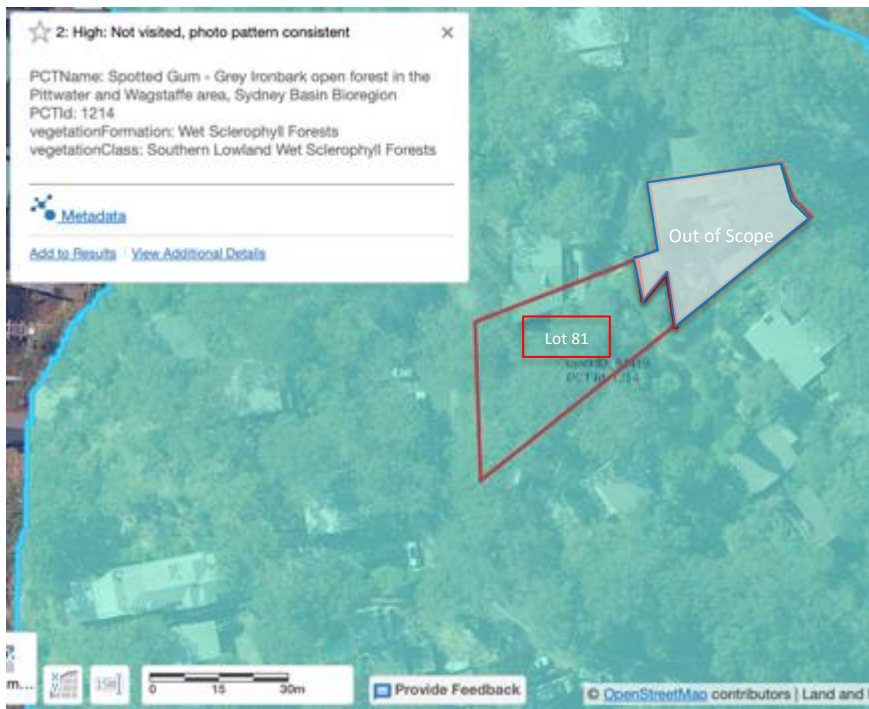 2: High: Not visited, photo pattern consistent
PCTName: Spotted Gum - Grey Ironbark open forest in the
Pittwater and Wagstaffe area, Sydney Basin Bioregion
PCTId: 1214
vegetationFormation: Wet Sclerophyll Forests
vegetationClass: Southern Lowland Wet Sclerophyll Forests
Metadata
Add to Results | View Additional Details
Out of Scope
Lot 81
PCT Id: 1214
m...
15m
0 15 30m
Provide Feedback
© OpenStreetMap contributors | Land and